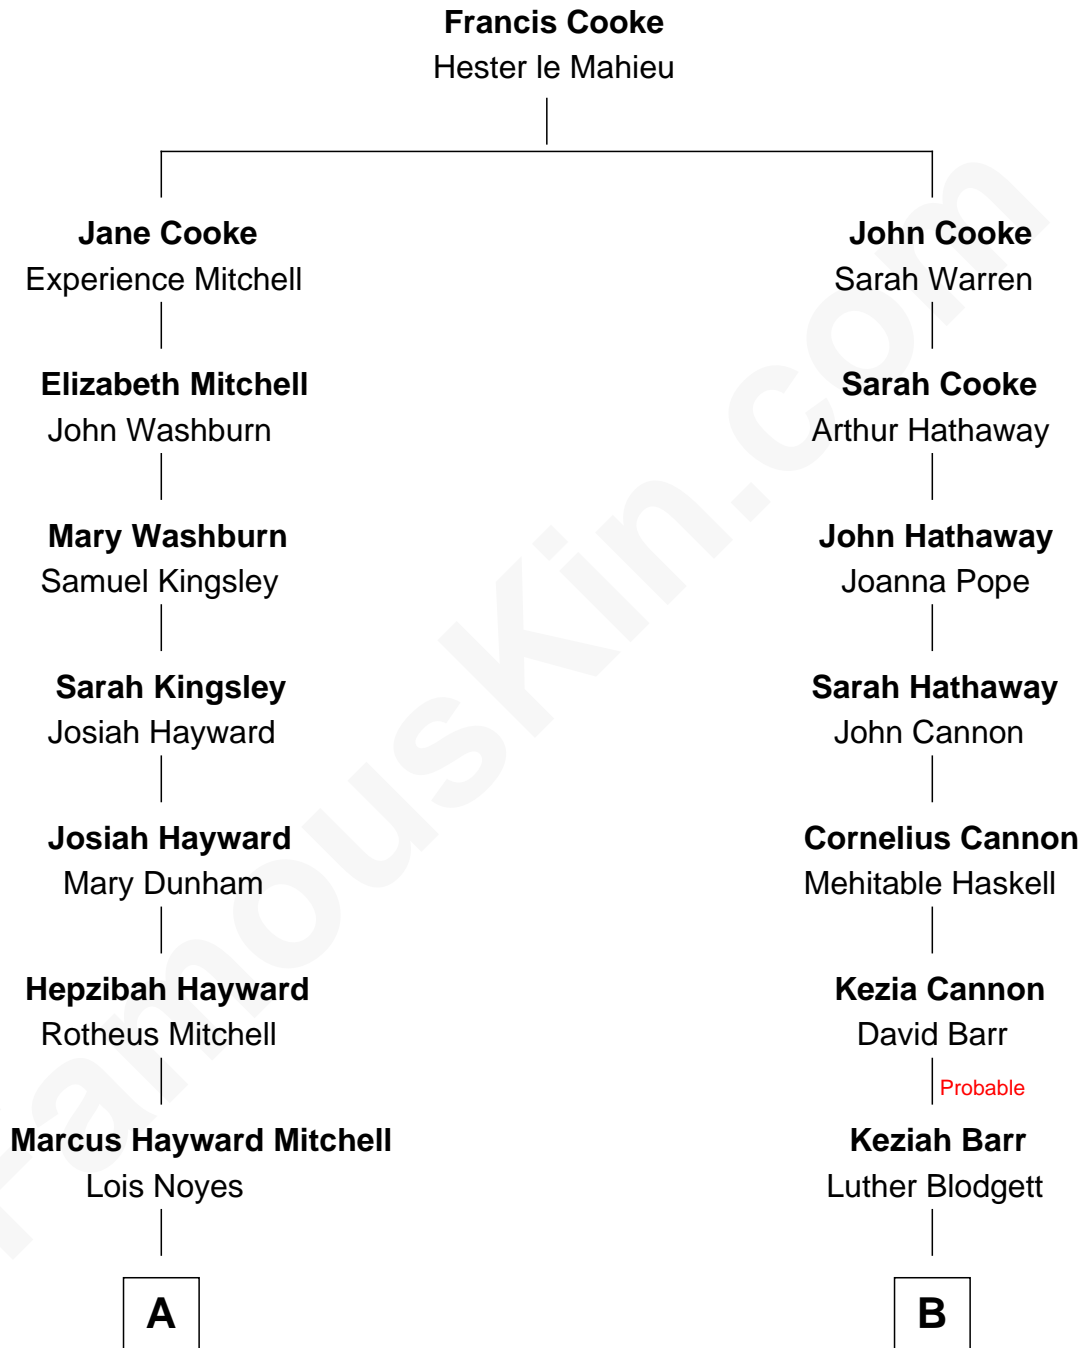 Francis Cooke
Hester le Mahieu
Jane Cooke
Experience Mitchell
John Cooke
Sarah Warren
Elizabeth Mitchell
John Washburn
Sarah Cooke
Arthur Hathaway
Mary Washburn
Samuel Kingsley
John Hathaway
Joanna Pope
Sarah Kingsley
Josiah Hayward
Sarah Hathaway
John Cannon
Josiah Hayward
Mary Dunham
Cornelius Cannon
Mehitable Haskell
Hepzibah Hayward
Rotheus Mitchell
Kezia Cannon
David Barr
Probable
Marcus Hayward Mitchell
Lois Noyes
Keziah Barr
Luther Blodgett
A
B
FamousKin.com